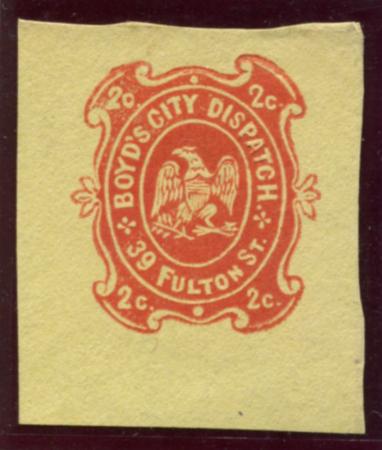 2c. 2c.
BOYD'S CITY DISPATCH
39 FULTON ST.
2c. 2c.